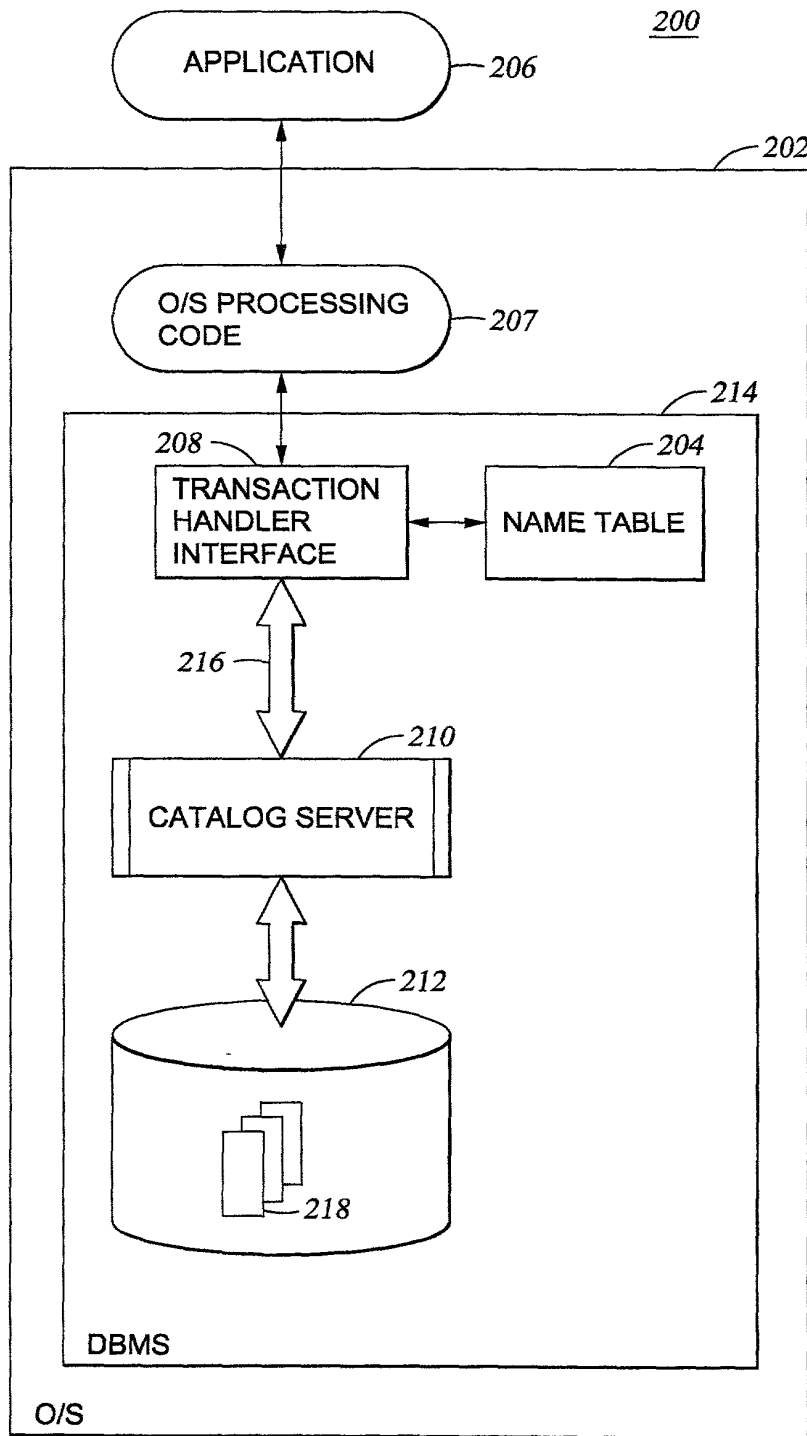 200
APPLICATION
206
202
O/S PROCESSING
CODE
207
214
208
204
TRANSACTION
HANDLER
INTERFACE
NAME TABLE
216
210
CATALOG SERVER
212
218
DBMS
O/S